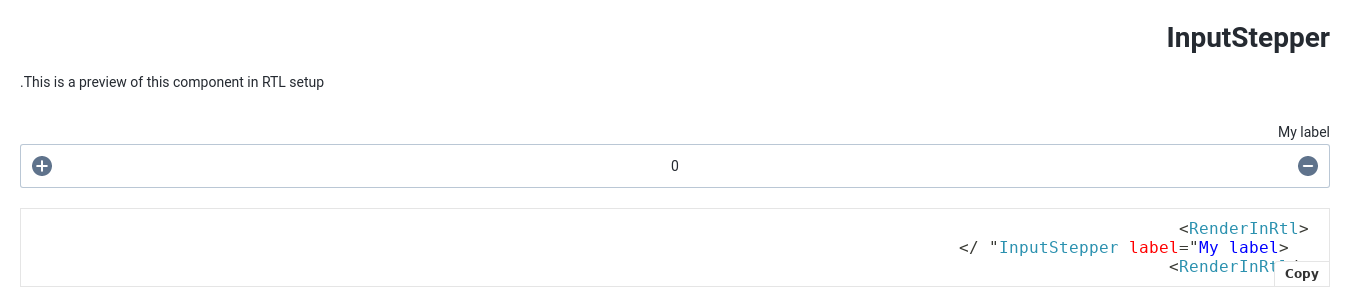 InputStepper
.This is a preview of this component in RTL setup
My label
0
<RenderInRtl>
</ "InputStepper label="My label>
<RenderInRt
Copy